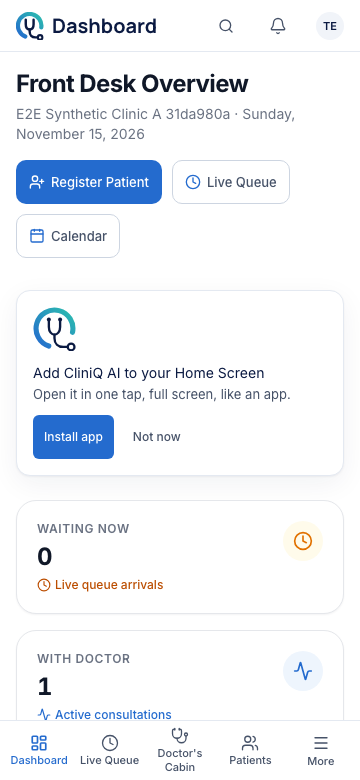 Dashboard
TE
Front Desk Overview
E2E Synthetic Clinic A 31da980a · Sunday,
November 15, 2026
Register Patient
Live Queue
Calendar
Add CliniQ AI to your Home Screen
Open it in one tap, full screen, like an app.
Install app
Not now
WAITING NOW
0
Live queue arrivals
WITH DOCTOR
1
Active consultations
Dashboard
Live Queue
Doctor's
Cabin
Patients
More